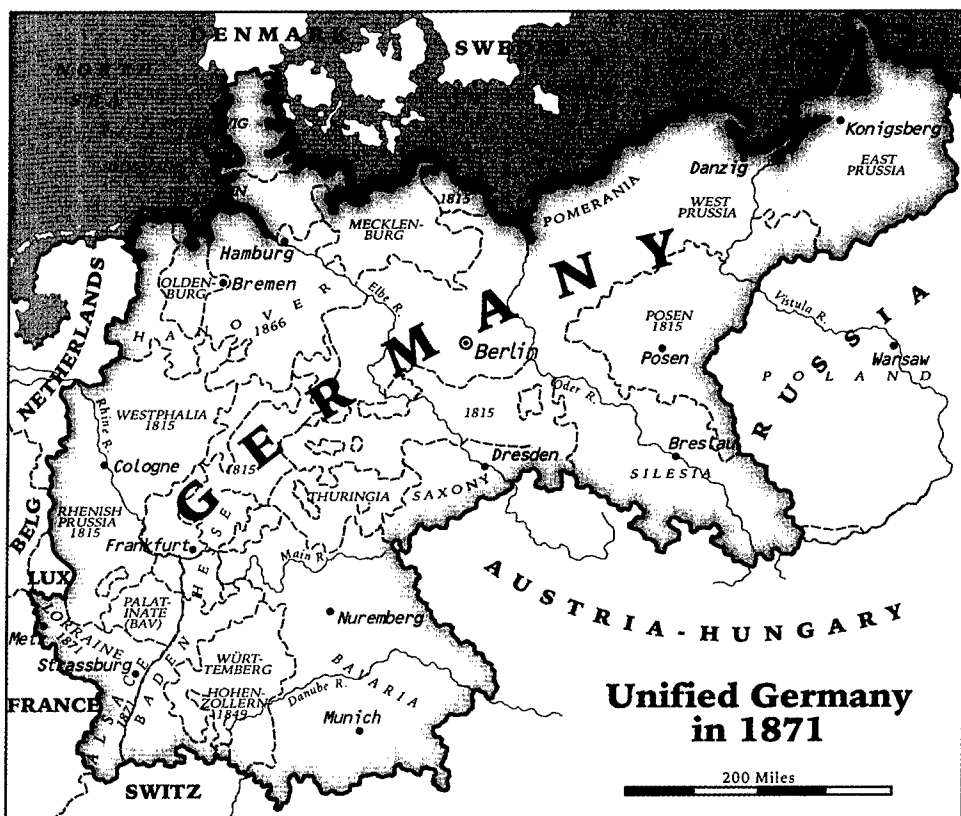 DENMARK
SWEDEN
NORTH
SEA
Konigsberg
EAST
PRUSSIA
Danzig
WEST
PRUSSIA
POMERANIA
1815
MECKLEN-
BURG
Hamburg
OLDEN-
BURG
Bremen
HANOVER
1866
Elbe R.
NETHERLANDS
GERMANY
Berlin
POSEN
1815
Posen
Vistula R.
RUSSIA
Warsaw
POLAND
WESTPHALIA
1815
Rhine R.
Cologne
1815
1815
Oder R.
Breslau
SILESIA
Dresden
SAXONY
THURINGIA
HESSE
RHENISH
PRUSSIA
1815
BELG
LUX
Frankfurt
Main R.
PALAT-
INATE
(BAV)
Nuremberg
AUSTRIA-HUNGARY
LORRAINE
1871
Metz
Strassburg
FRANCE
ALSACE
1871
BADEN
WÜRT-
TEMBERG
HOHEN-
ZOLLERN
1849
Danube R.
BAVARIA
Munich
SWITZ
Unified Germany
in 1871
200 Miles